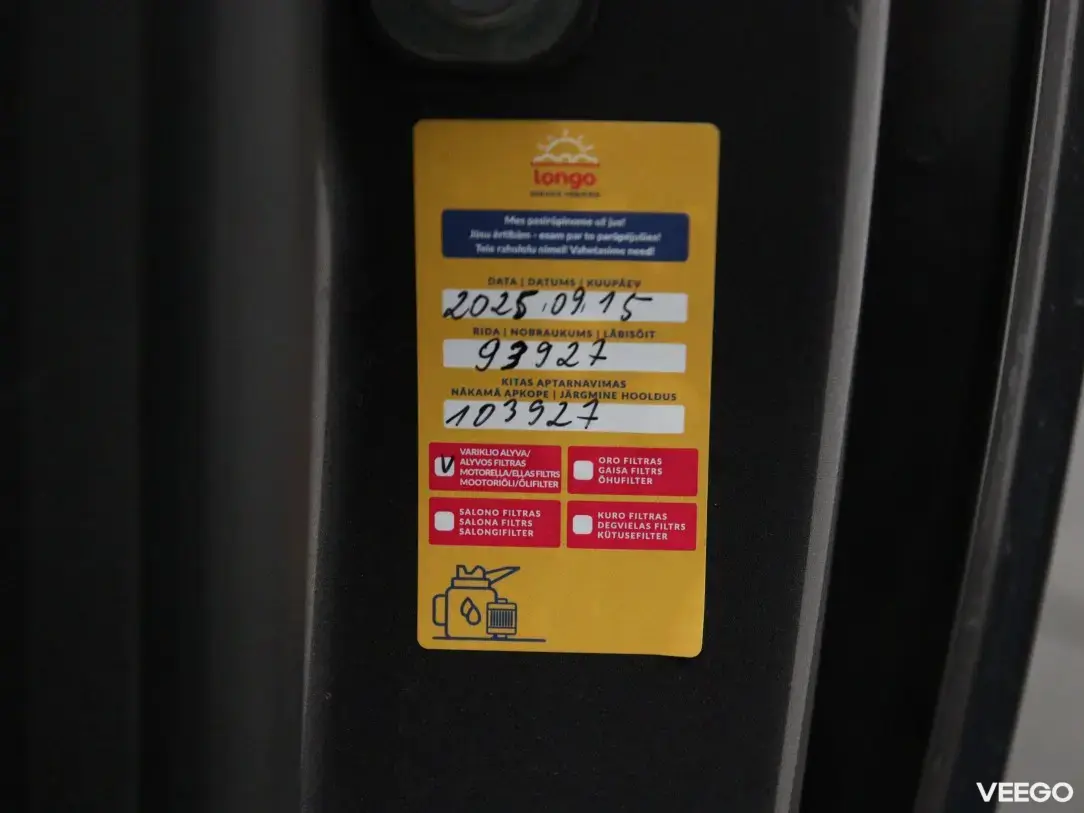 longo
Mes pasirūpinome už jus!
Jūsu ērtībām - esam par to parūpējušies!
Teie rahulolu nimel! Vahetasime need!
DATA | DATUMS | KUUPÄEV
2025.09.15
RIDA | NOBRAUKUMS | LÄBISÕIT
93927
KITAS APTARNAVIMAS
NĀKAMĀ APKOPE | JÄRGMINE HOOLDUS
103927
V
VARIKLIO ALYVA/
ALYVOS FILTRAS
MOTOREĻĻA/EĻĻAS FILTRS
MOOTORIÕLI/ÕLIFILTER
ORO FILTRAS
GAISA FILTRS
ÕHUFILTER
SALONO FILTRAS
SALONA FILTRS
SALONGIFILTER
KURO FILTRAS
DEGVIELAS FILTRS
KÜTUSEFILTER
VEEGO